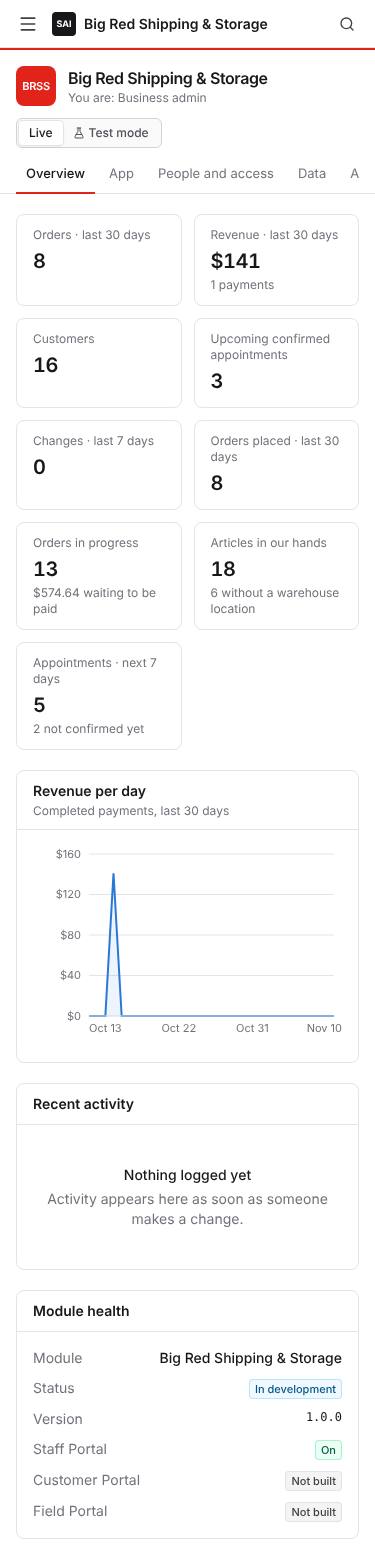 SAI Big Red Shipping & Storage
BRSS
Big Red Shipping & Storage
You are: Business admin
Live Test mode
Overview App People and access Data A
Orders · last 30 days
8
Revenue · last 30 days
$141
1 payments
Customers
16
Upcoming confirmed
appointments
3
Changes · last 7 days
0
Orders placed · last 30
days
8
Orders in progress
13
$574.64 waiting to be
paid
Articles in our hands
18
6 without a warehouse
location
Appointments · next 7
days
5
2 not confirmed yet
Revenue per day
Completed payments, last 30 days
$160
$120
$80
$40
$0
Oct 13 Oct 22 Oct 31 Nov 10
Recent activity
Nothing logged yet
Activity appears here as soon as someone
makes a change.
Module health
Module Big Red Shipping & Storage
Status In development
Version 1.0.0
Staff Portal On
Customer Portal Not built
Field Portal Not built